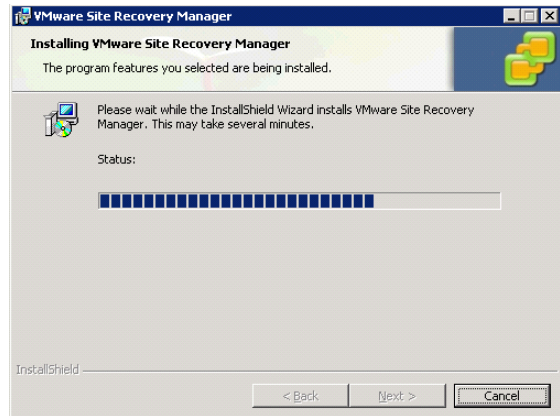 VMware Site Recovery Manager
Installing VMware Site Recovery Manager
The program features you selected are being installed.
Please wait while the InstallShield Wizard installs VMware Site Recovery
Manager. This may take several minutes.
Status:
InstallShield
< Back
Next >
Cancel